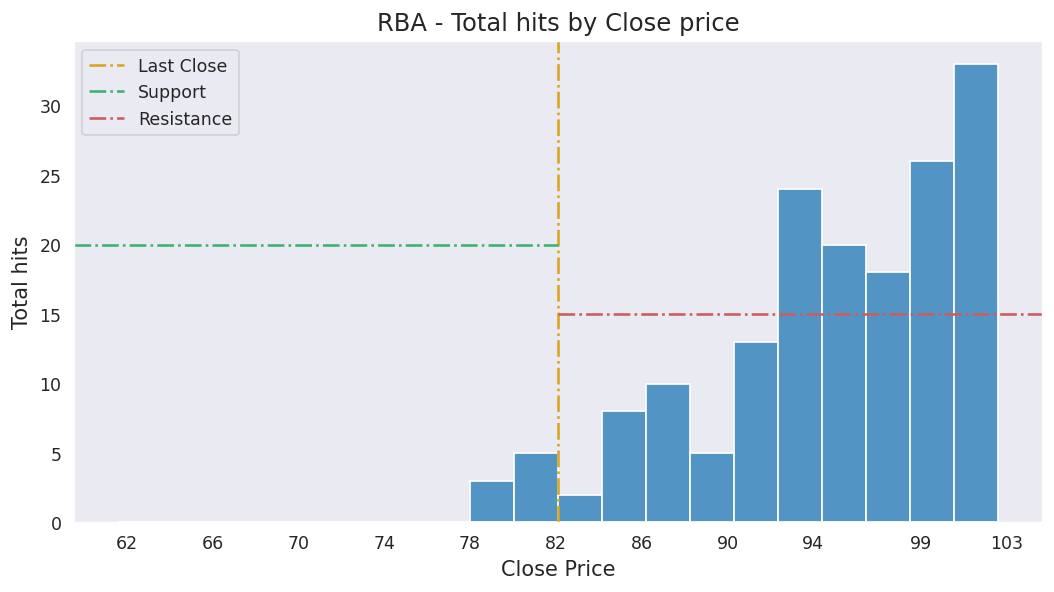 RBA - Total hits by Close price
Last Close
Support
Resistance
Total hits
30
25
20
15
10
5
0
62 66 70 74 78 82 86 90 94 99 103
Close Price